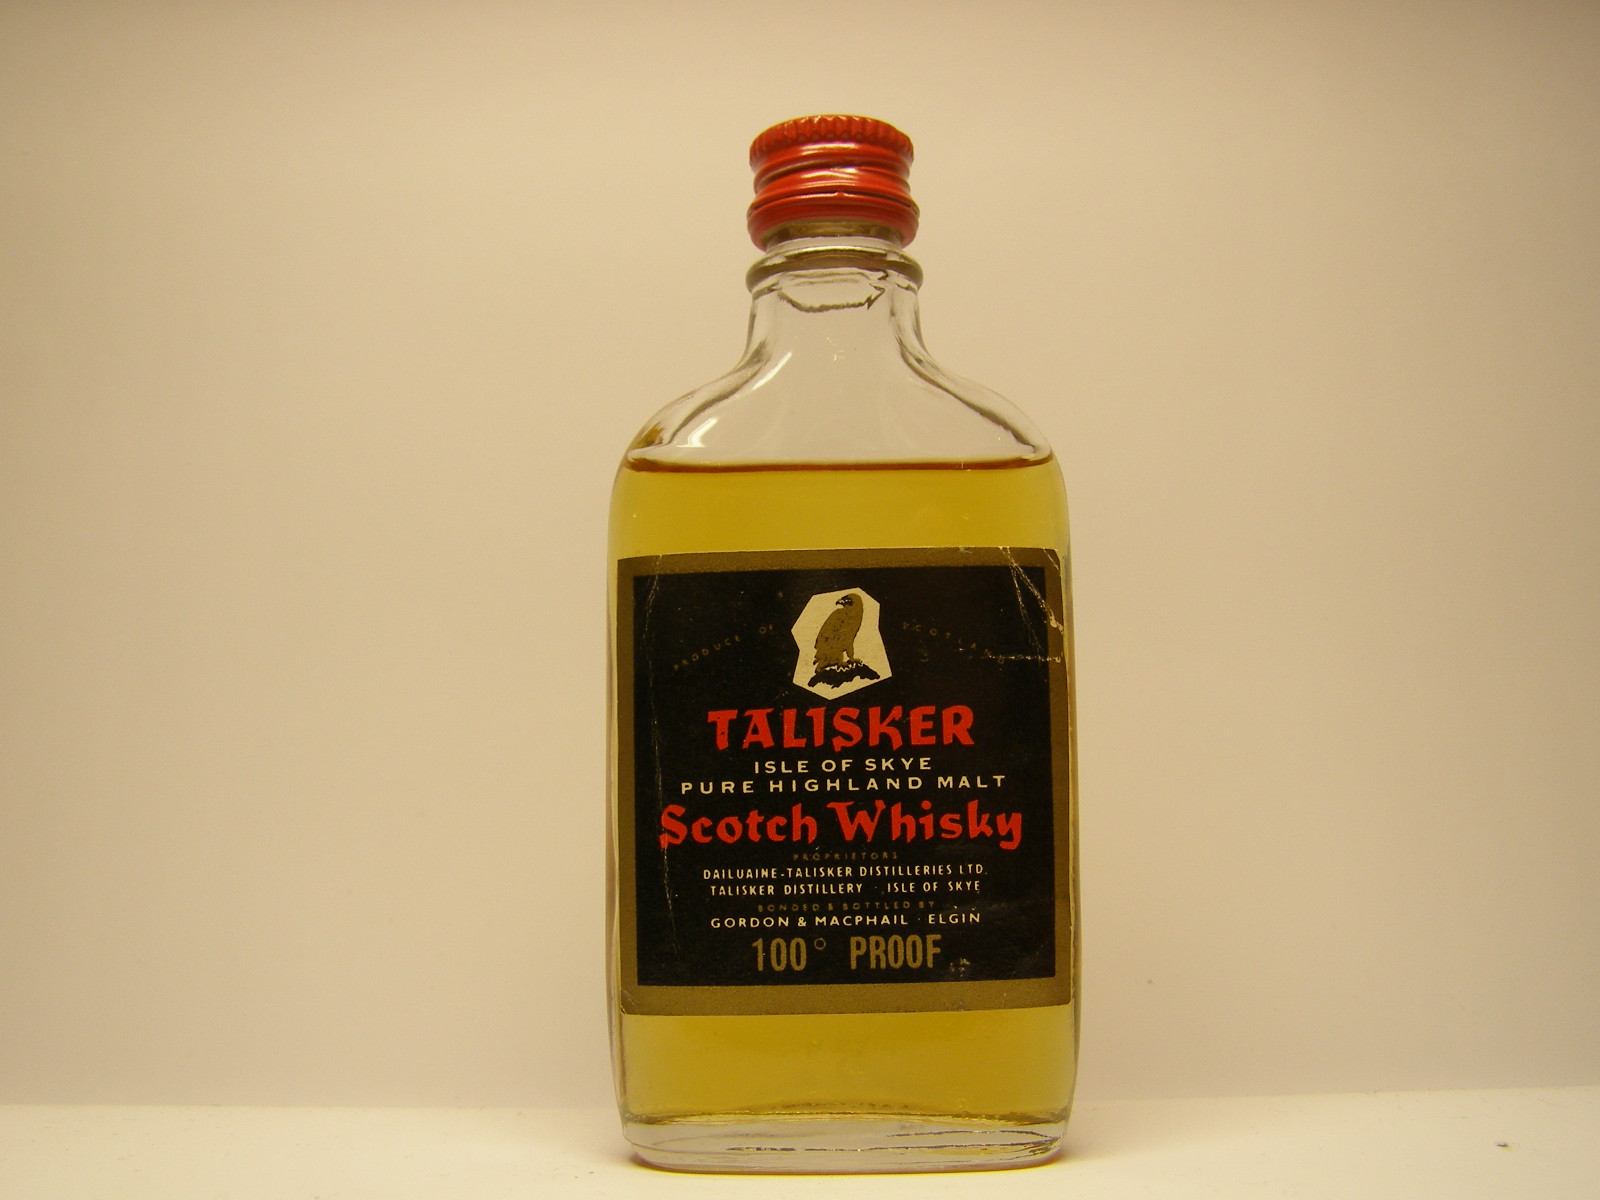 PRODUCE OF SCOTLAND
TALISKER
ISLE OF SKYE
PURE HIGHLAND MALT
Scotch Whisky
PROPRIETORS
DAILUAINE-TALISKER DISTILLERIES LTD.
TALISKER DISTILLERY · ISLE OF SKYE
BONDED & BOTTLED BY
GORDON & MACPHAIL · ELGIN
100° PROOF